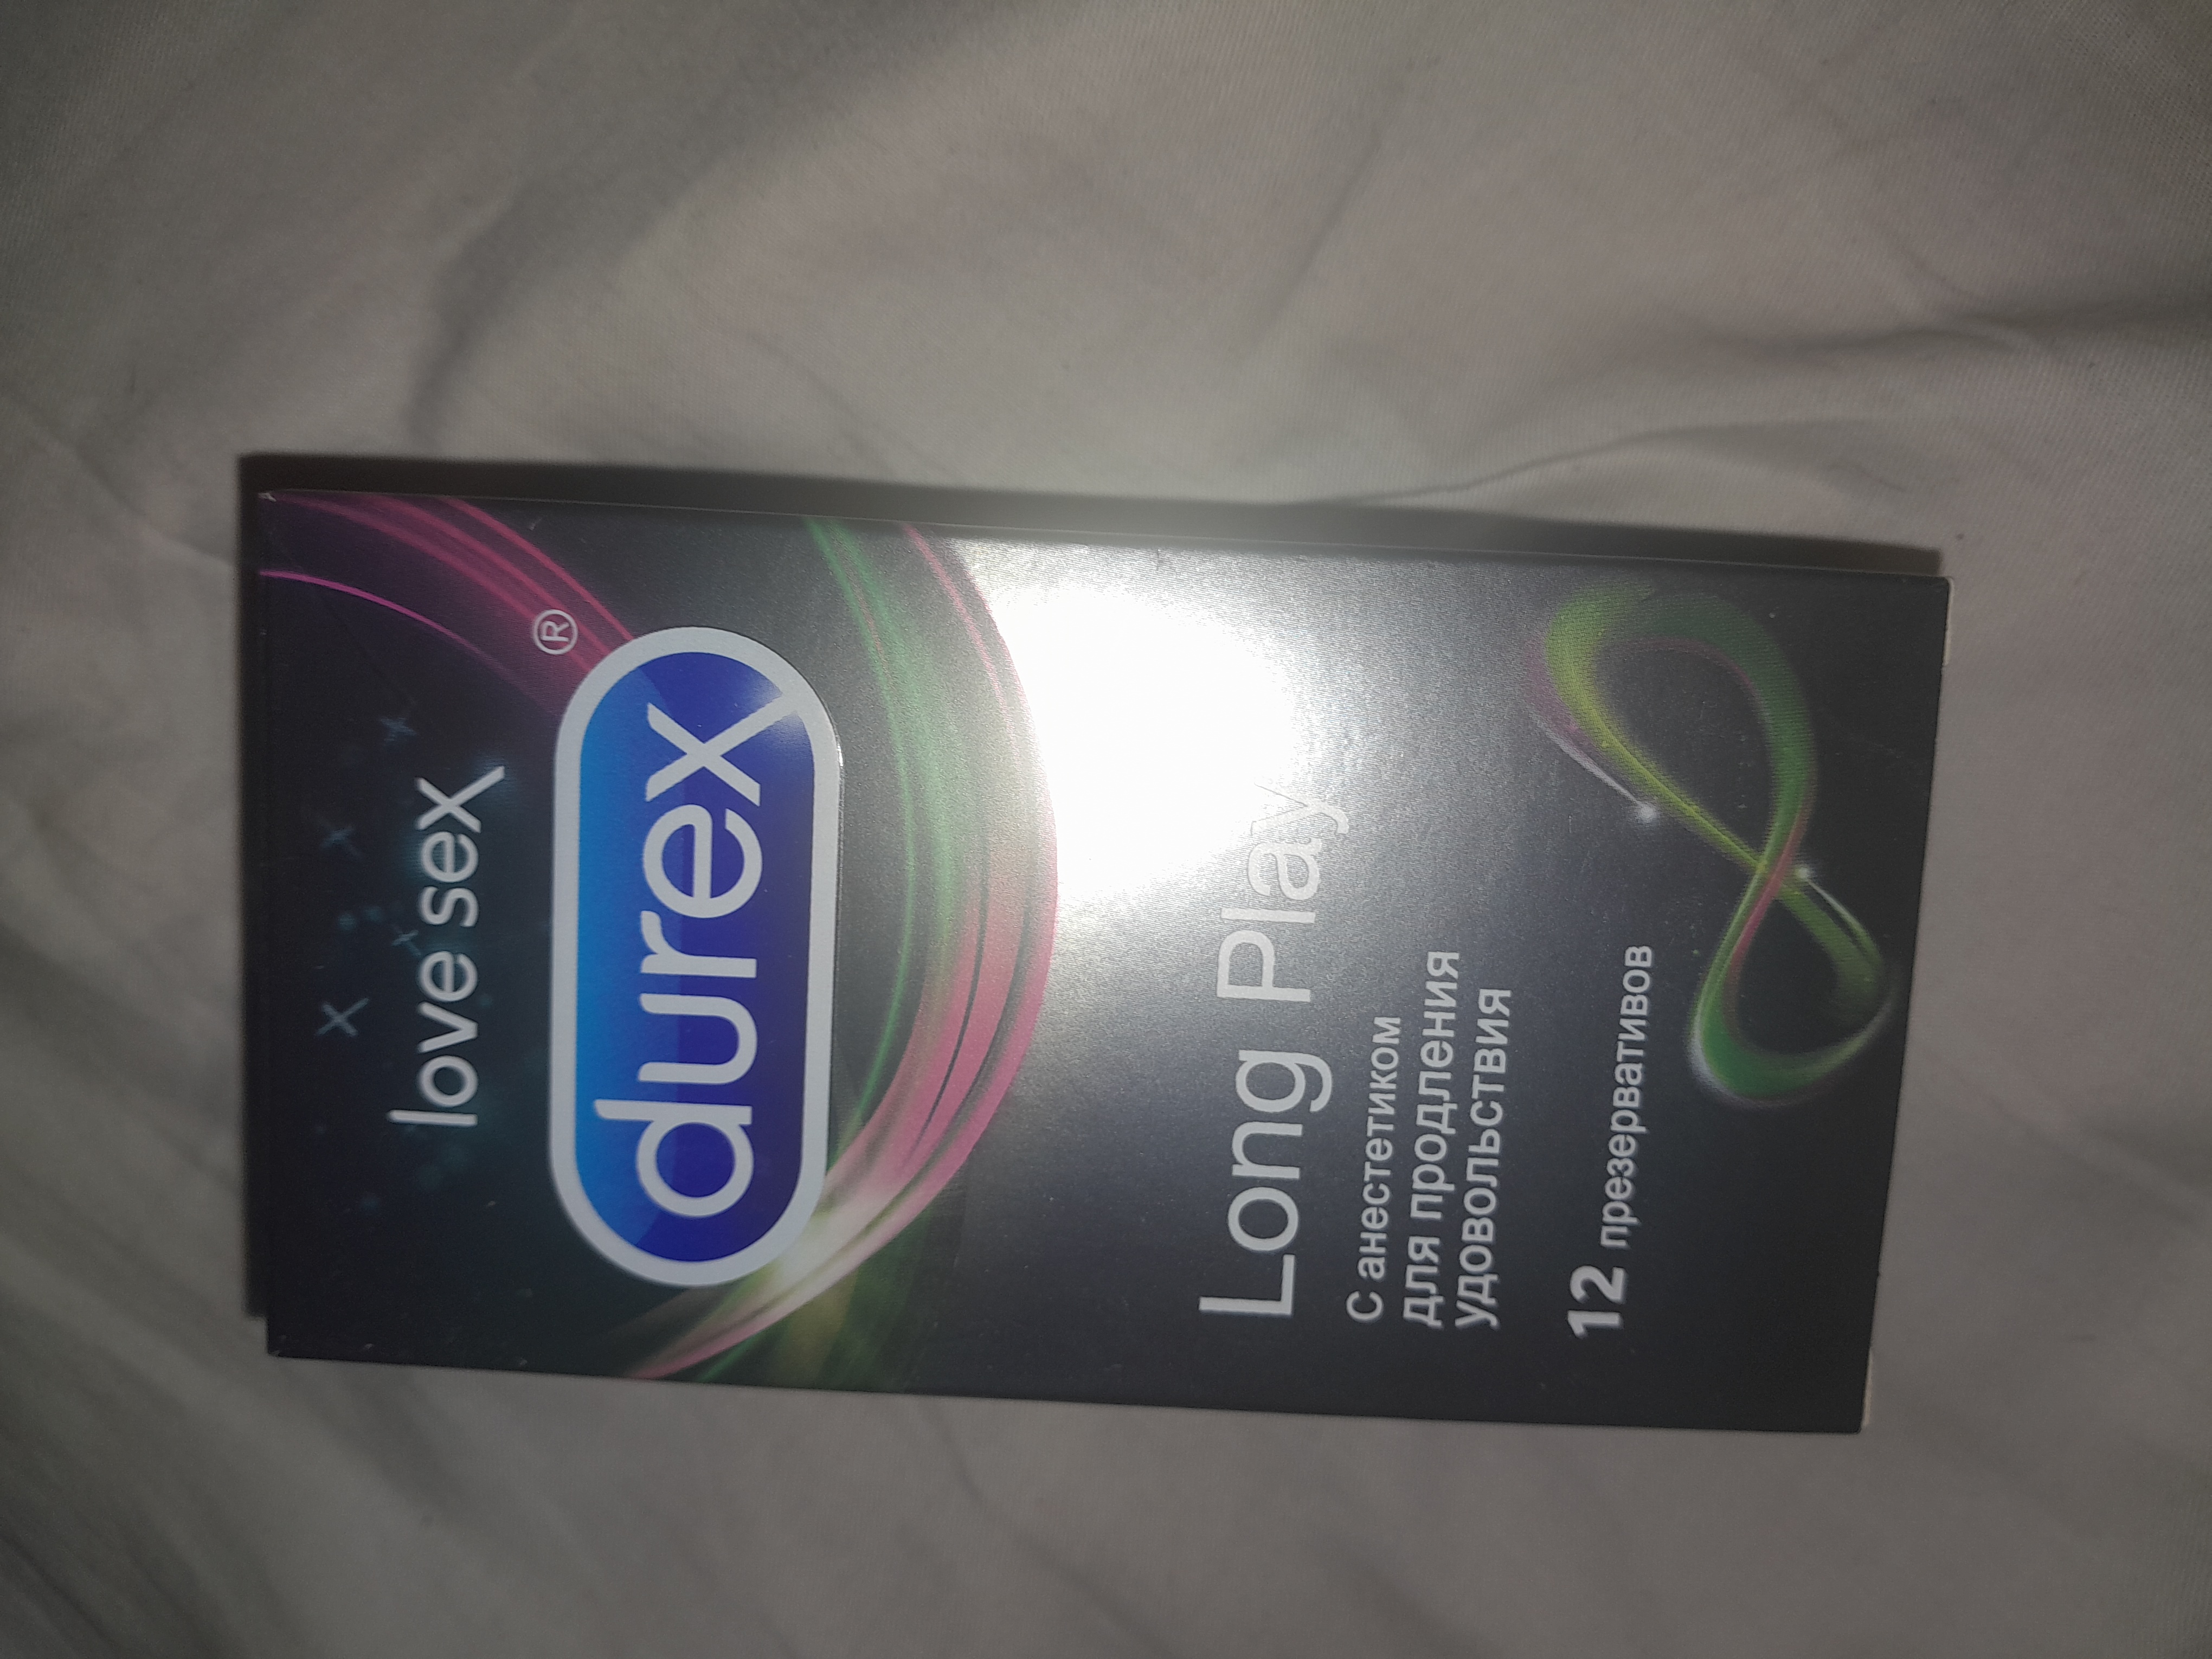 love sex
durex®
Long Play
С анестетиком
для продления
удовольствия
12 презервативов